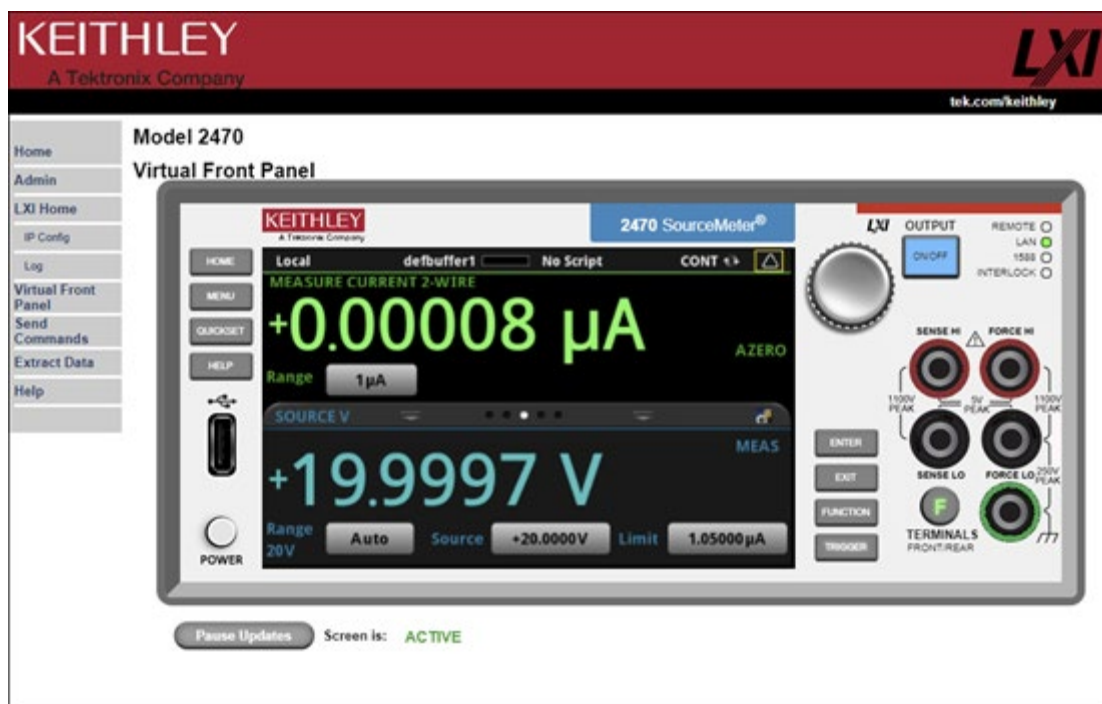 KEITHLEY
A Tektronix Company
LXI
tek.com/keithley
Home
Admin
LXI Home
IP Config
Log
Virtual Front
Panel
Send
Commands
Extract Data
Help
Model 2470
Virtual Front Panel
KEITHLEY
A Tektronix Company
2470 SourceMeter®
LXI
OUTPUT
ON/OFF
REMOTE
LAN
1588
INTERLOCK
HOME
MENU
QUICKSET
HELP
POWER
Local defbuffer1 No Script CONT
MEASURE CURRENT 2-WIRE
+0.00008 µA
AZERO
Range 1µA
SOURCE V
MEAS
+19.9997 V
Range
20V
Auto Source +20.0000V Limit 1.05000µA
ENTER
EXIT
FUNCTION
TRIGGER
SENSE HI
FORCE HI
1100V
PEAK
5V
PEAK
1100V
PEAK
SENSE LO
FORCE LO
250V
PEAK
F
TERMINALS
FRONT/REAR
Pause Updates Screen is: ACTIVE